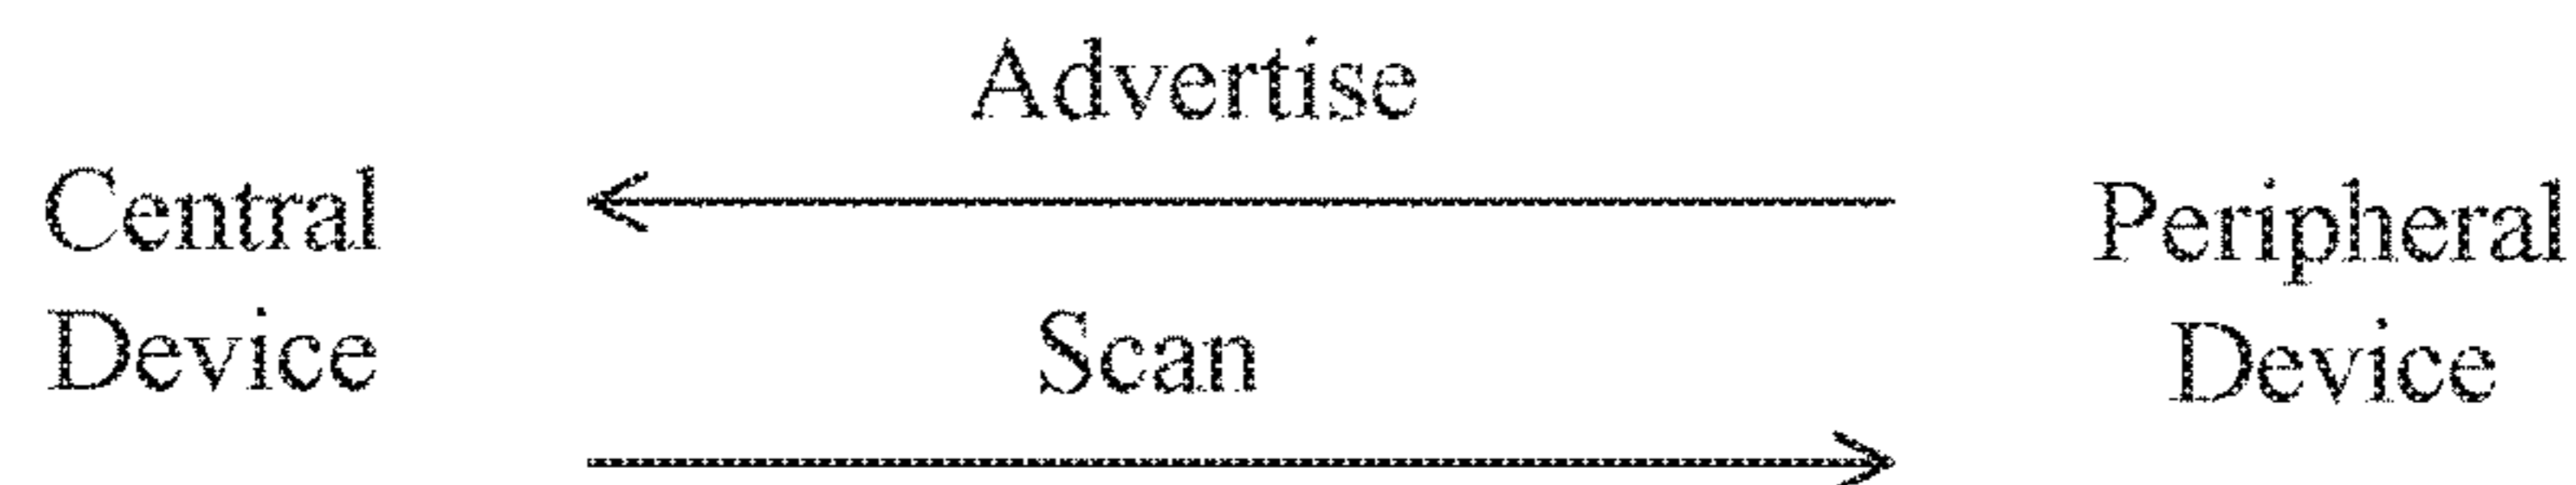 Advertise
Central
Device
Scan
Peripheral
Device